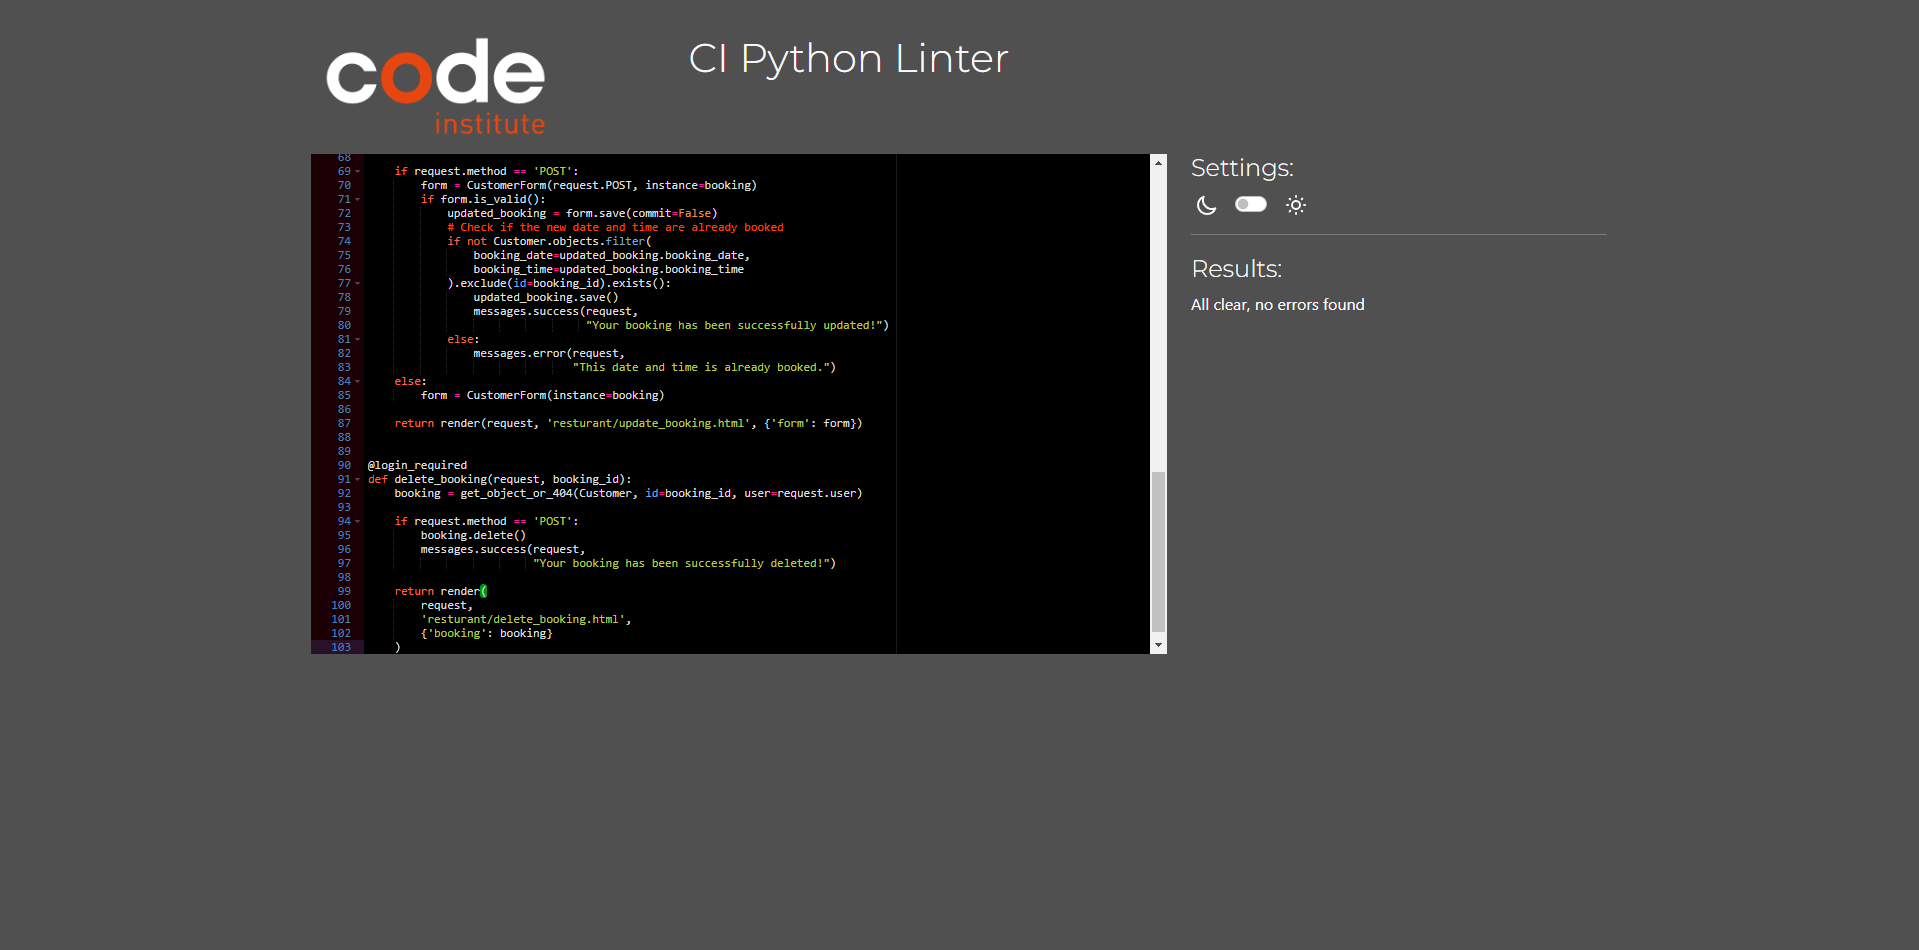 code
institute
CI Python Linter
68
69 if request.method == 'POST':
70 form = CustomerForm(request.POST, instance=booking)
71 if form.is_valid():
72 updated_booking = form.save(commit=False)
73 # Check if the new date and time are already booked
74 if not Customer.objects.filter(
75 booking_date=updated_booking.booking_date,
76 booking_time=updated_booking.booking_time
77 ).exclude(id=booking_id).exists():
78 updated_booking.save()
79 messages.success(request,
80 "Your booking has been successfully updated!")
81 else:
82 messages.error(request,
83 "This date and time is already booked.")
84 else:
85 form = CustomerForm(instance=booking)
86
87 return render(request, 'resturant/update_booking.html', {'form': form})
88
89
90 @login_required
91 def delete_booking(request, booking_id):
92 booking = get_object_or_404(Customer, id=booking_id, user=request.user)
93
94 if request.method == 'POST':
95 booking.delete()
96 messages.success(request,
97 "Your booking has been successfully deleted!")
98
99 return render(
100 request,
101 'resturant/delete_booking.html',
102 {'booking': booking}
103 )
Settings:
Results:
All clear, no errors found